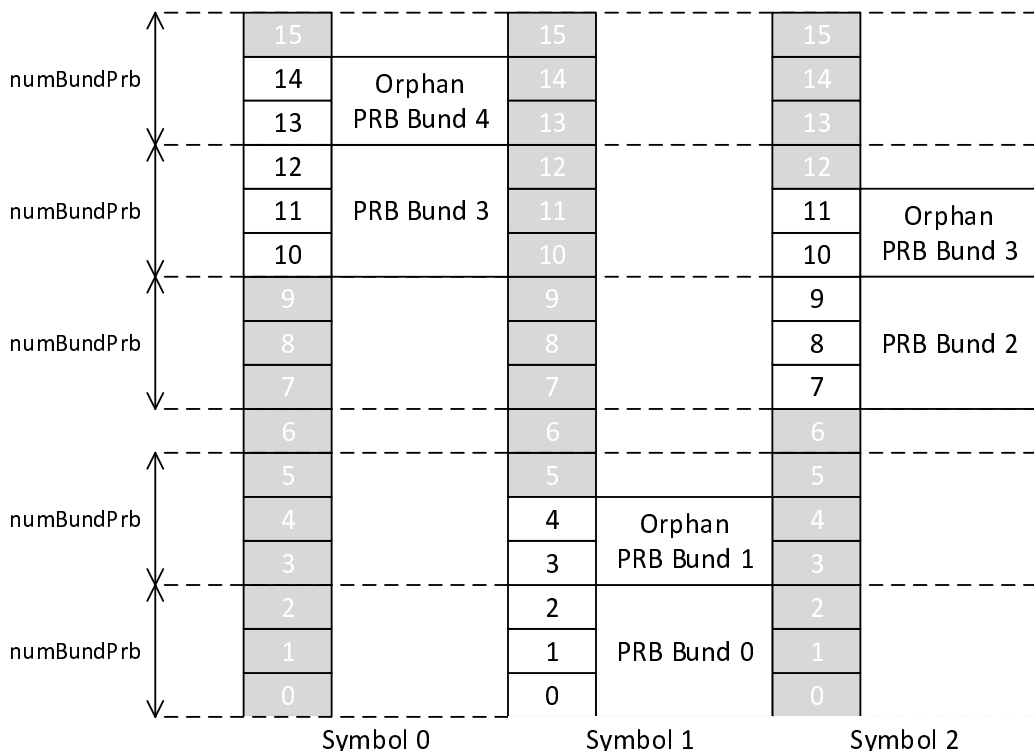 15 15 15
numBundPrb 14 Orphan 14 14
13 PRB Bund 4 13 13
12 12 12
numBundPrb 11 PRB Bund 3 11 11 Orphan
10 10 10 PRB Bund 3
9 9 9
numBundPrb 8 8 8 PRB Bund 2
7 7 7
6 6 6
5 5 5
numBundPrb 4 4 Orphan 4
3 3 PRB Bund 1 3
2 2 2
numBundPrb 1 1 PRB Bund 0 1
0 0 0
Symbol 0 Symbol 1 Symbol 2